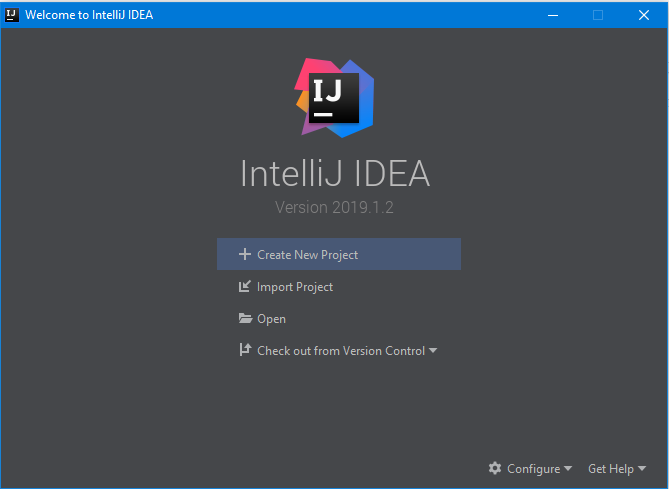 IJ
Welcome to IntelliJ IDEA
IJ
IntelliJ IDEA
Version 2019.1.2
Create New Project
Import Project
Open
Check out from Version Control
Configure
Get Help